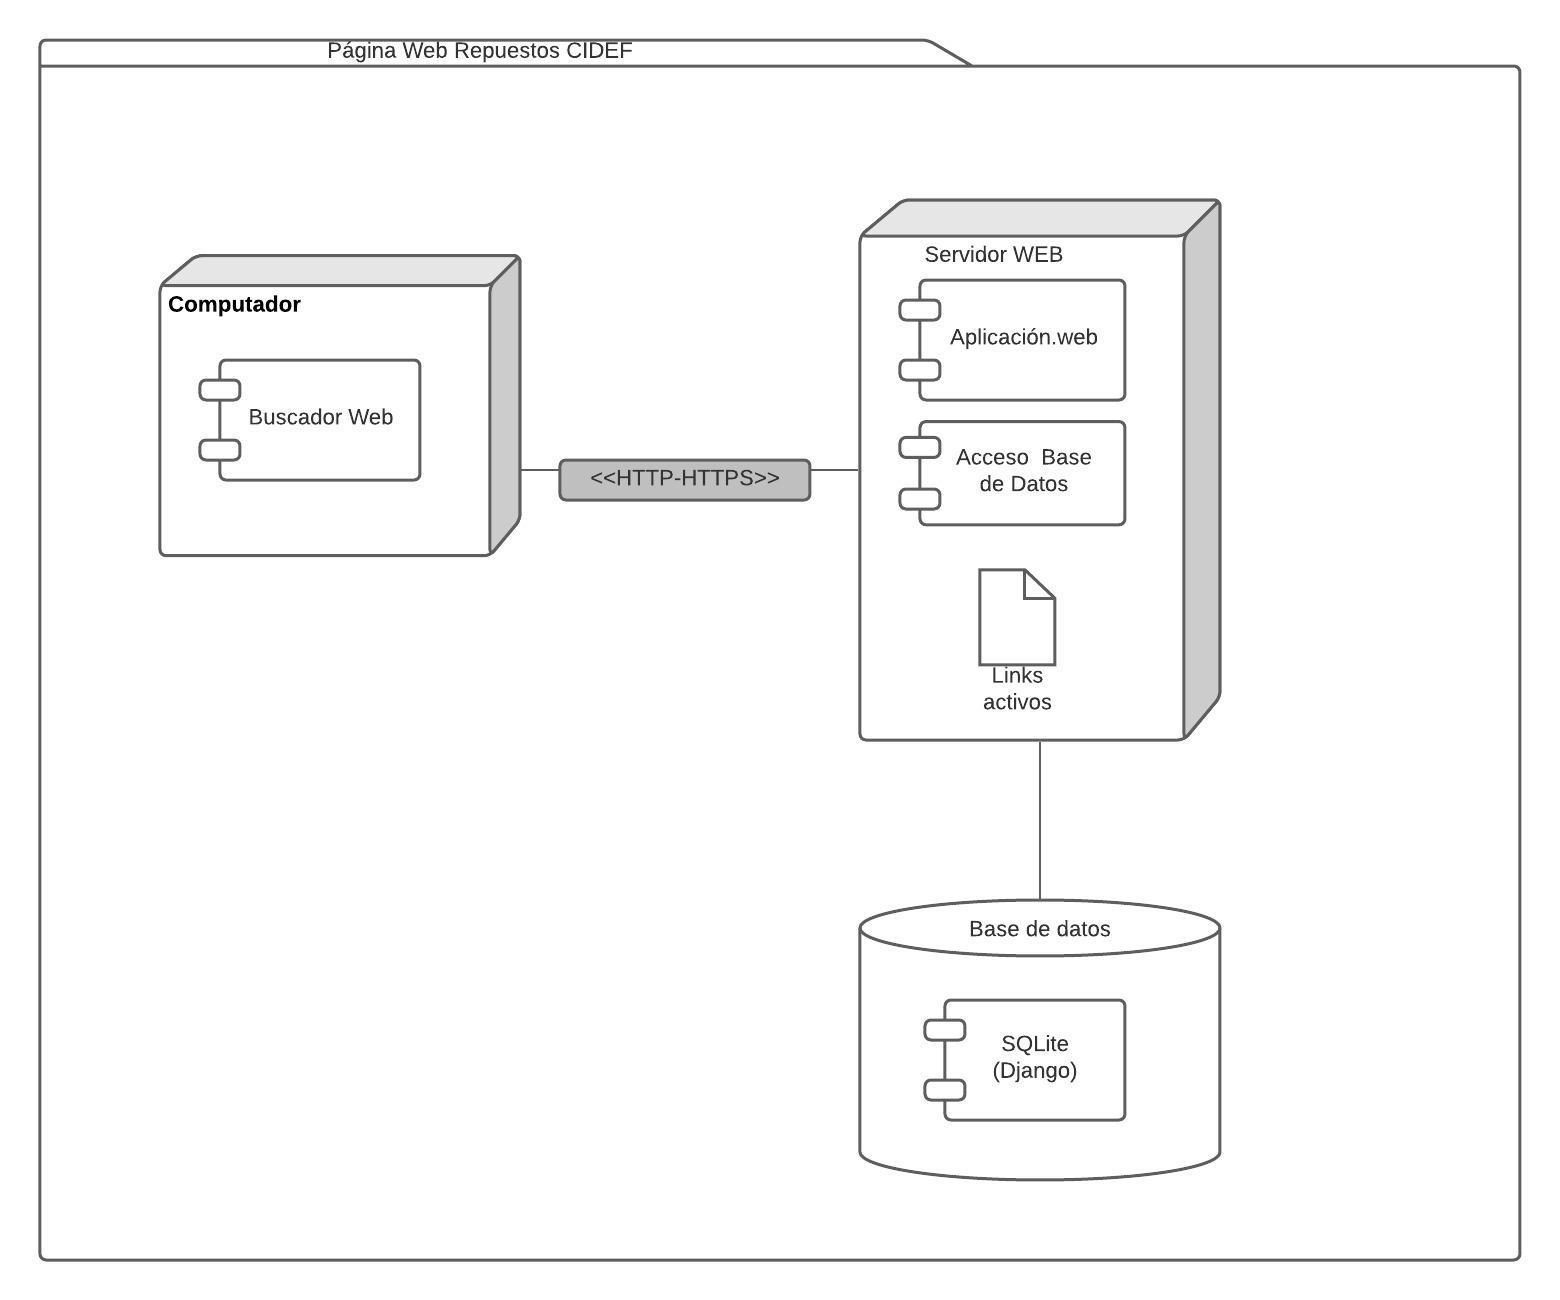 Página Web Repuestos CIDEF
Computador
Buscador Web
<<HTTP-HTTPS>>
Servidor WEB
Aplicación.web
Acceso  Base
de Datos
Links
activos
Base de datos
SQLite
(Django)